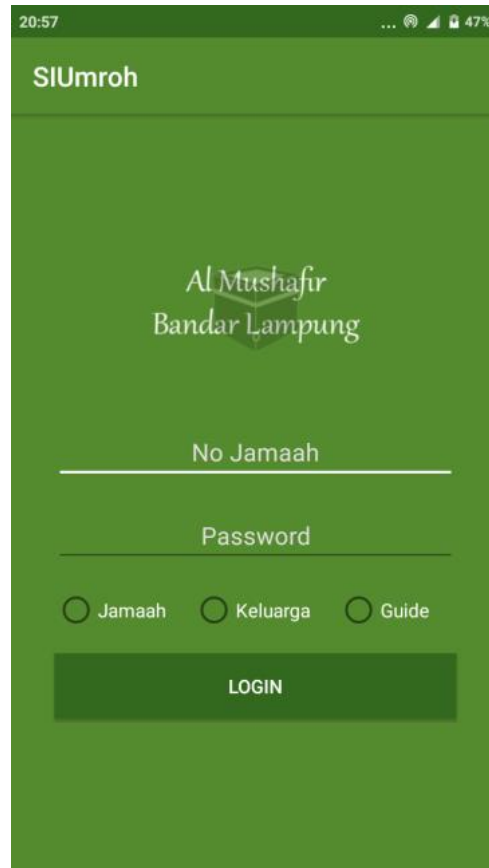 20:57 ... 47%
SIUmroh
Al Mushafir
Bandar Lampung
No Jamaah
Password
Jamaah Keluarga Guide
LOGIN